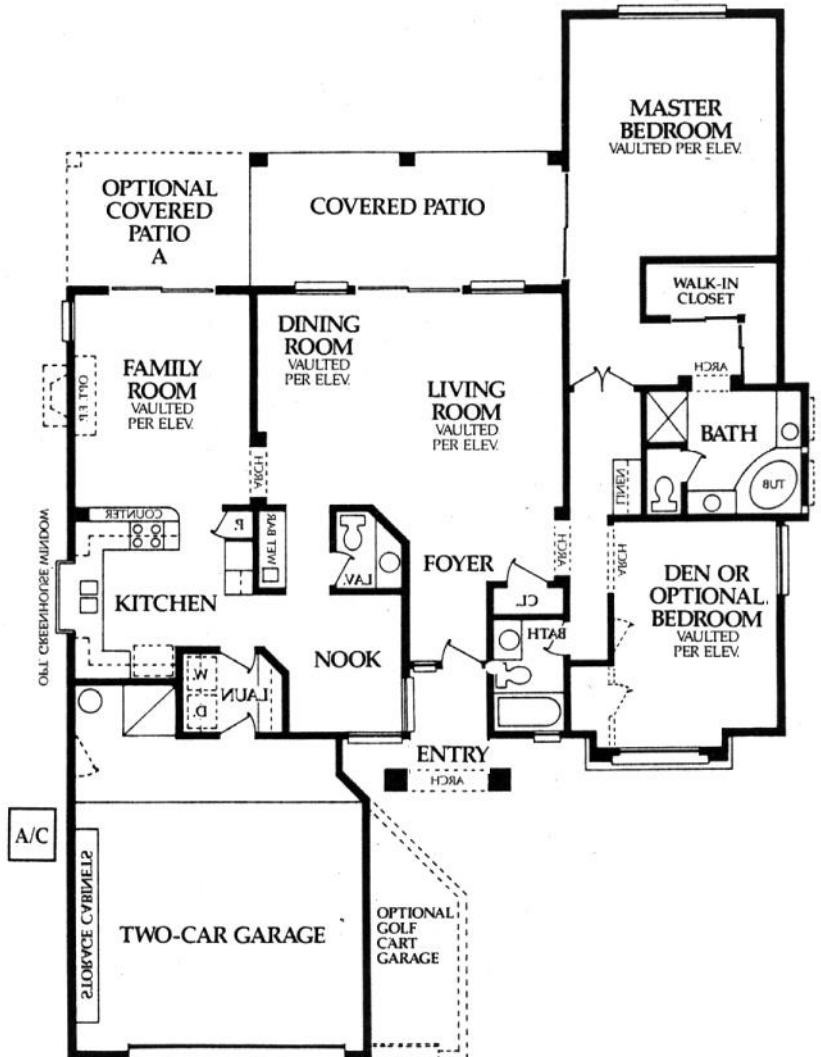 MASTER
BEDROOM
VAULTED PER ELEV.
OPTIONAL
COVERED
PATIO
A
COVERED PATIO
WALK-IN
CLOSET
DINING
ROOM
VAULTED
PER ELEV.
FAMILY
ROOM
VAULTED
PER ELEV.
OPT. F.P.
LIVING
ROOM
VAULTED
PER ELEV.
ARCH
BATH
TUB
LINEN
ARCH
COUNTER
P.
WET BAR
LAV.
FOYER
ARCH
ARCH
DEN OR
OPTIONAL
BEDROOM
VAULTED
PER ELEV.
OPT. GREENHOUSE WINDOW
KITCHEN
CL.
BATH
NOOK
W.
D.
LAUN
ENTRY
ARCH
A/C
STORAGE CABINETS
TWO-CAR GARAGE
OPTIONAL
GOLF
CART
GARAGE